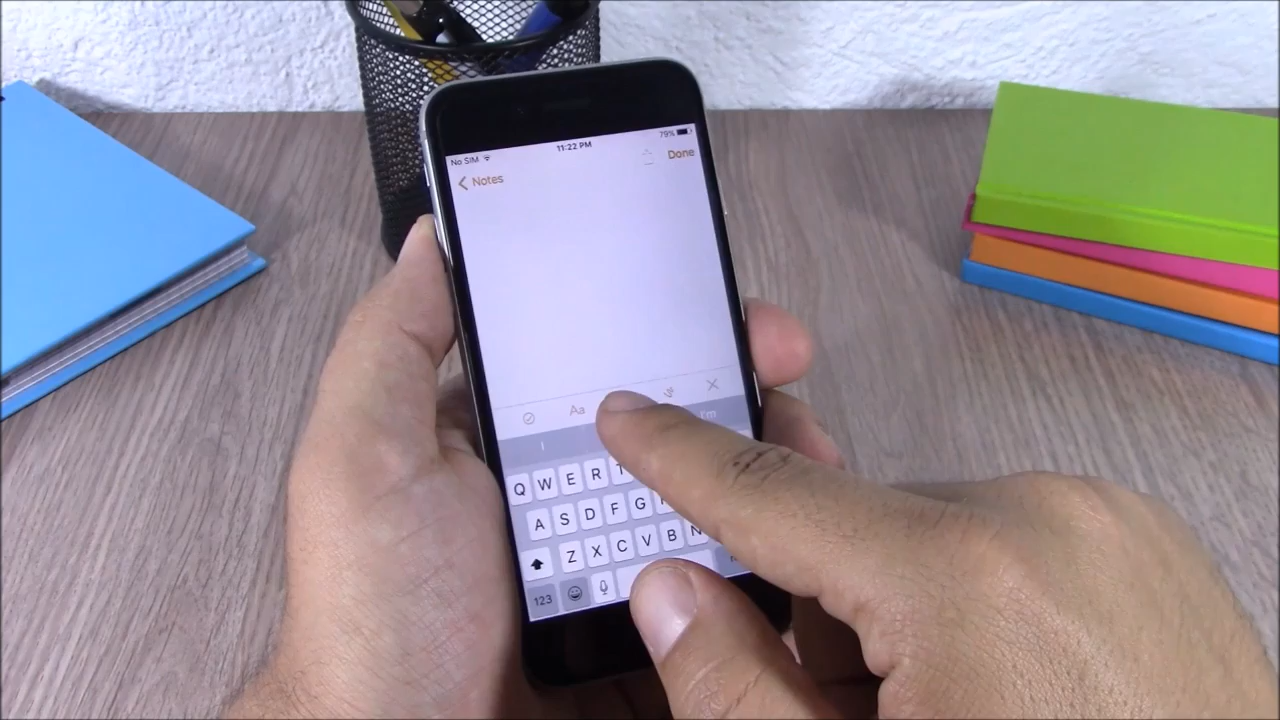 79%
No SIM 11:22 PM
Done
Notes
Aa
I'm
Q W E R T
A S D F G
Z X C V B N
123